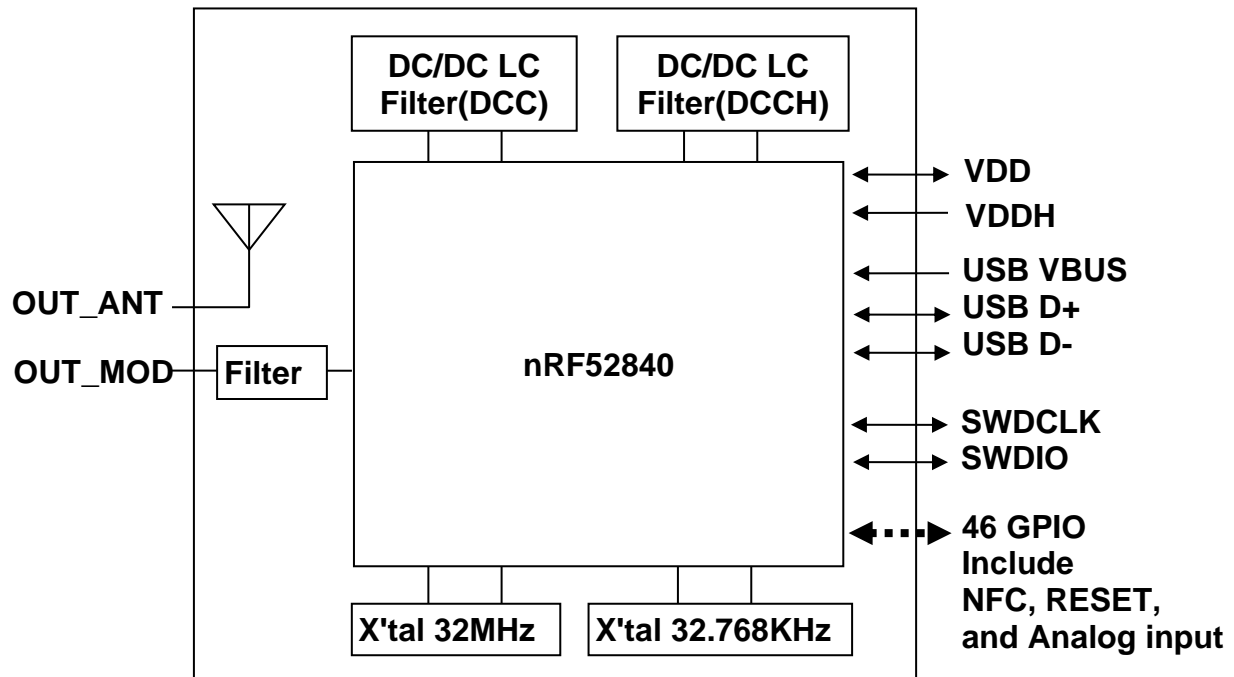 DC/DC LC
Filter(DCC)
DC/DC LC
Filter(DCCH)
VDD
VDDH
USB VBUS
USB D+
USB D-
OUT_ANT
OUT_MOD
Filter
nRF52840
SWDCLK
SWDIO
46 GPIO
Include
NFC, RESET,
and Analog input
X'tal 32MHz
X'tal 32.768KHz